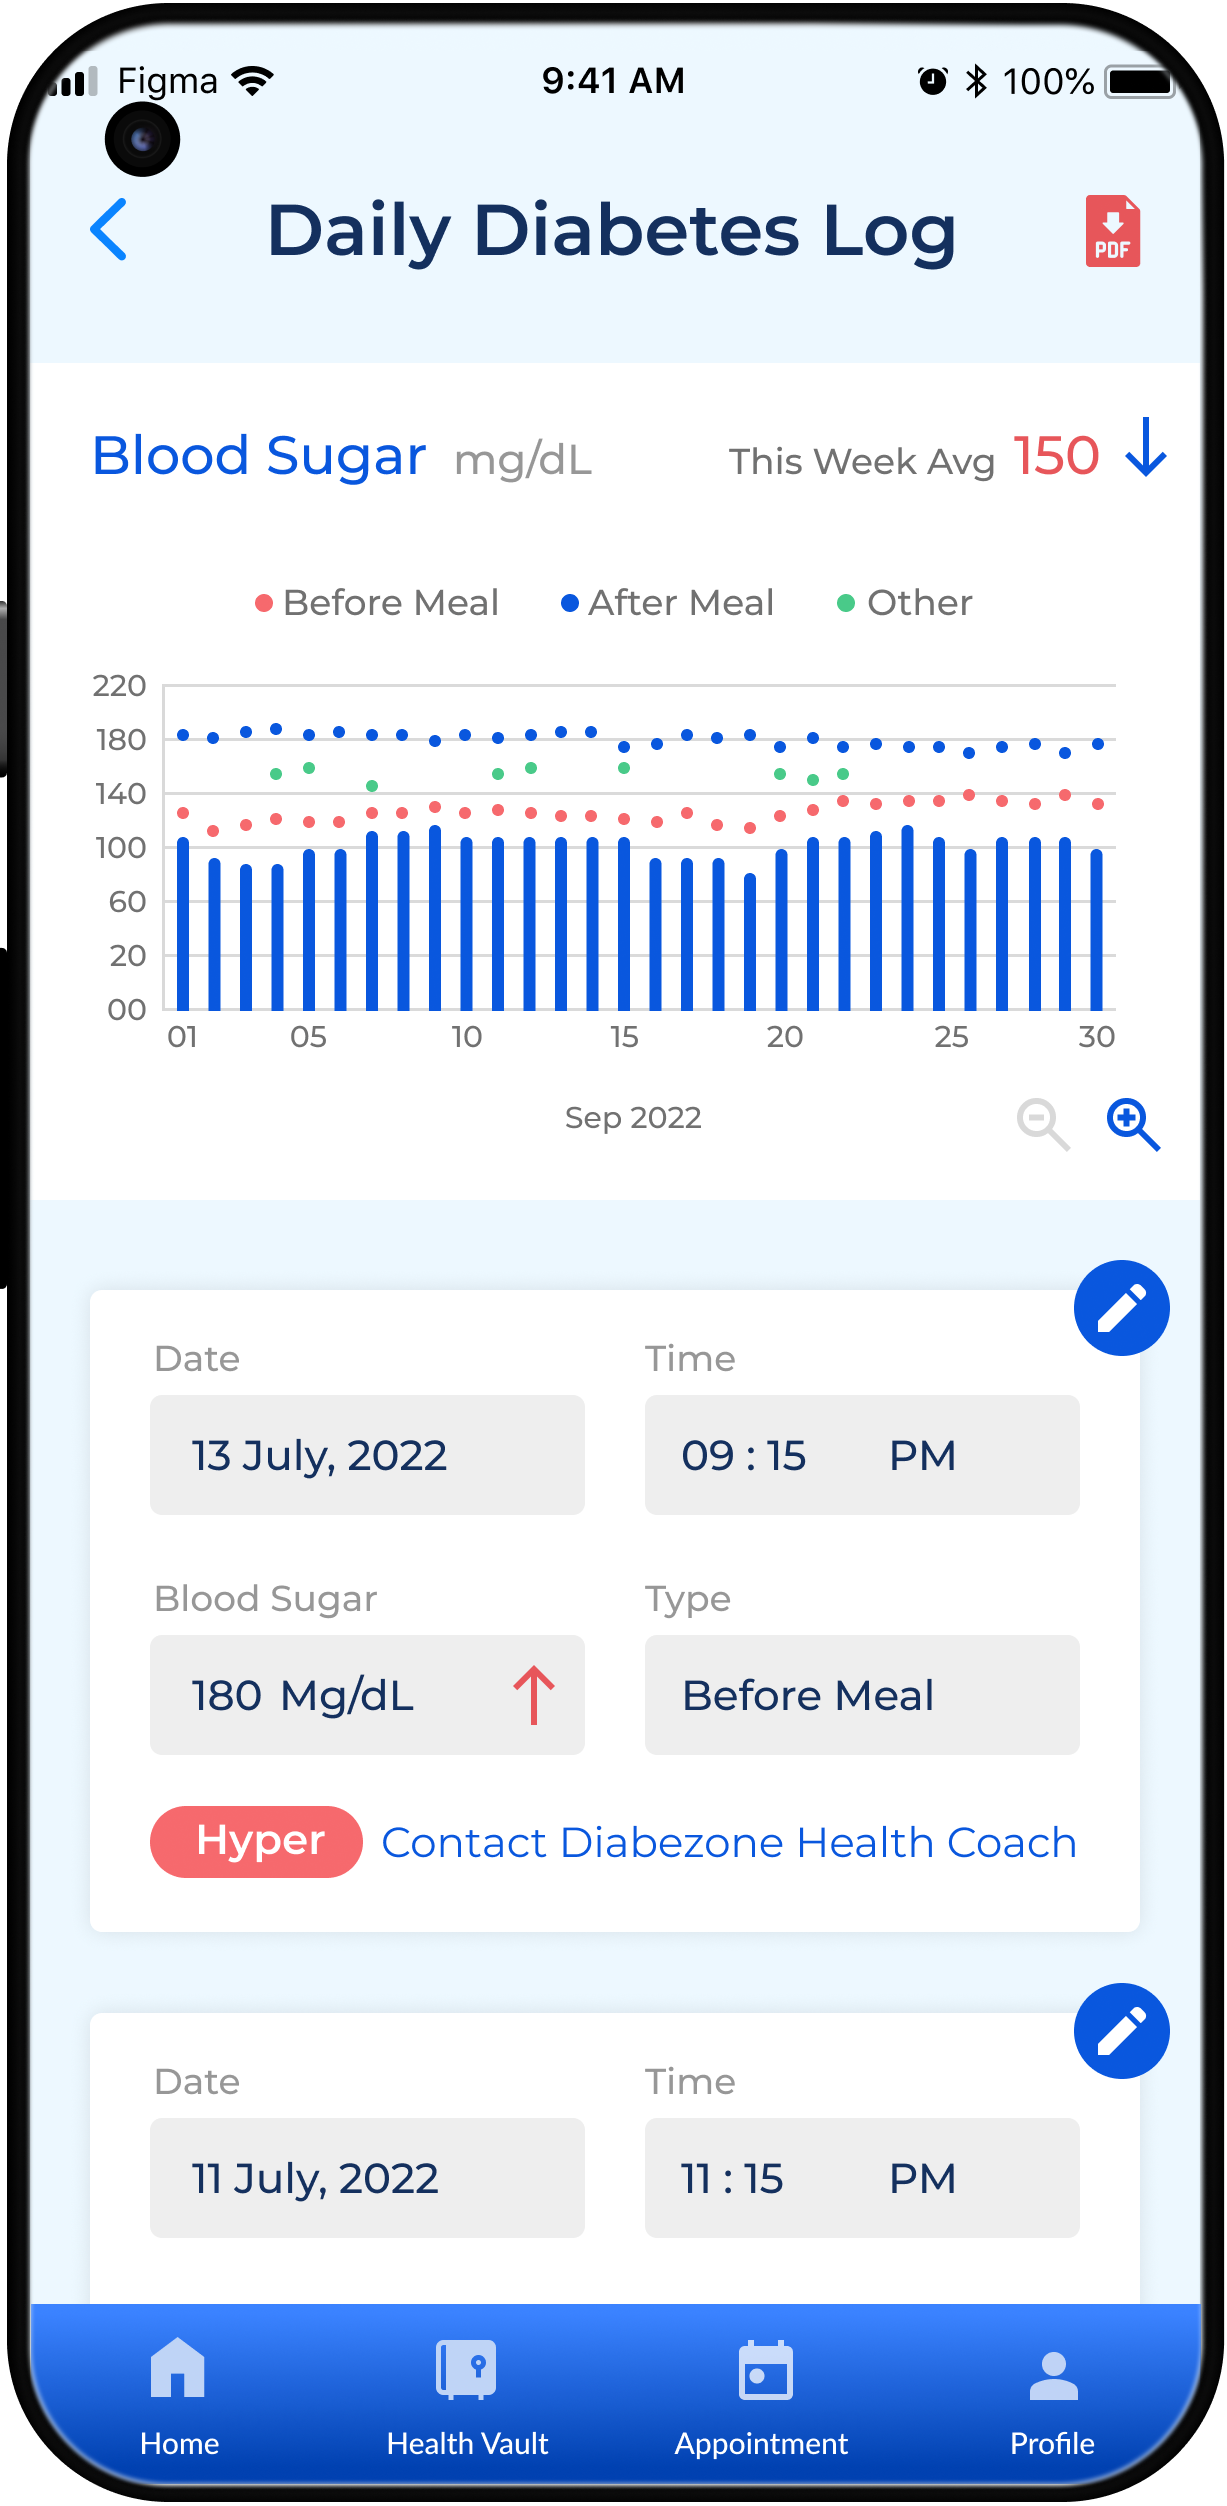 Figma 9:41 AM 100%
Daily Diabetes Log
PDF
Blood Sugar mg/dL This Week Avg 150
Before Meal After Meal Other
220
180
140
100
60
20
00
01 05 10 15 20 25 30
Sep 2022
Date Time
13 July, 2022 09 : 15 PM
Blood Sugar Type
180 Mg/dL Before Meal
Hyper Contact Diabezone Health Coach
Date Time
11 July, 2022 11 : 15 PM
Home Health Vault Appointment Profile